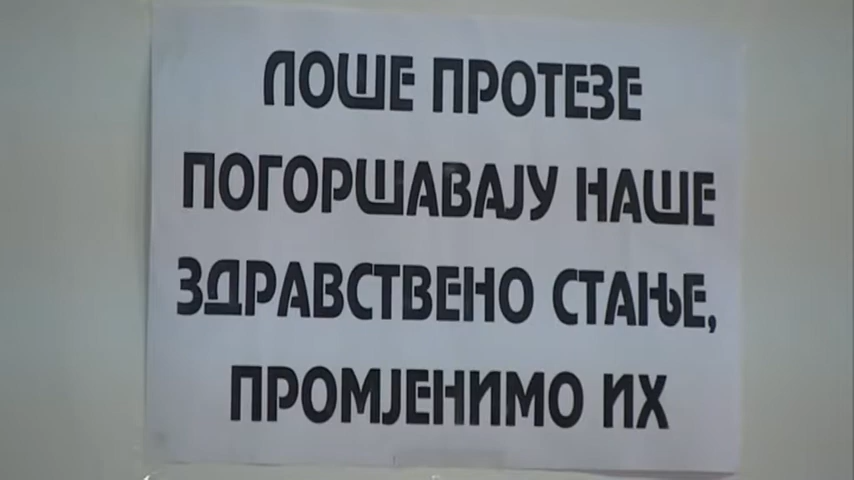 ЛОШЕ ПРОТЕЗЕ
ПОГОРШАВАЈУ НАШЕ
ЗДРАВСТВЕНО СТАЊЕ,
ПРОМЈЕНИМО ИХ